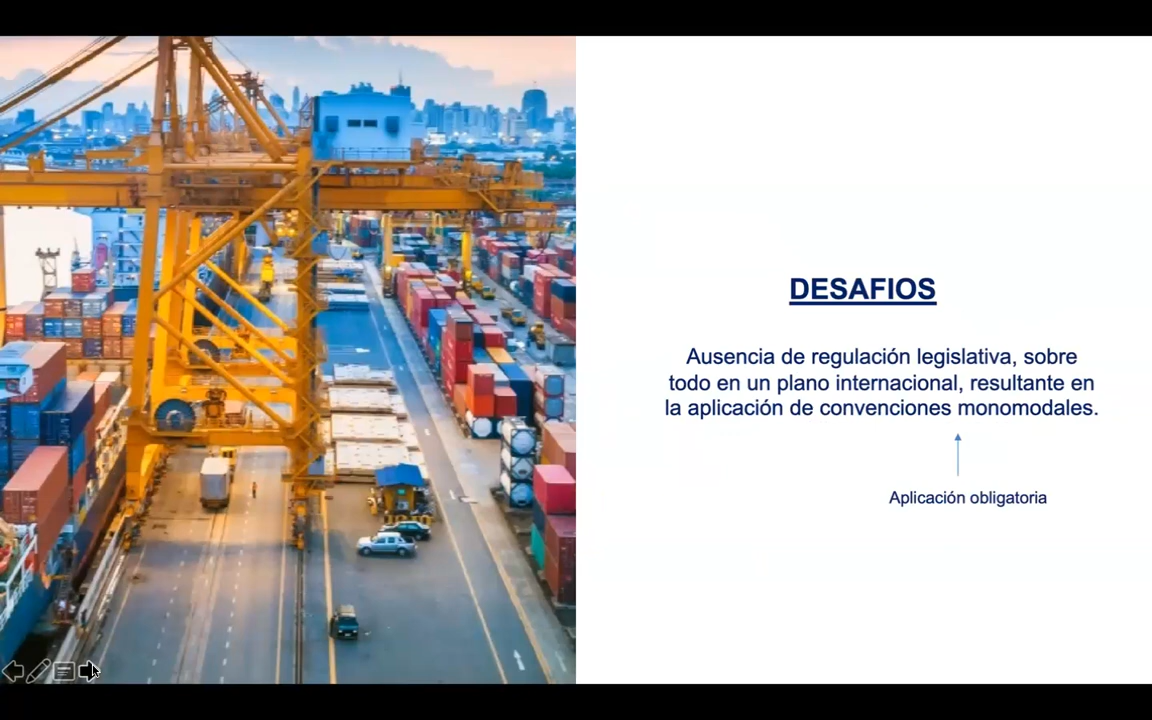 DESAFIOS
Ausencia de regulación legislativa, sobre
todo en un plano internacional, resultante en
la aplicación de convenciones monomodales.
Aplicación obligatoria